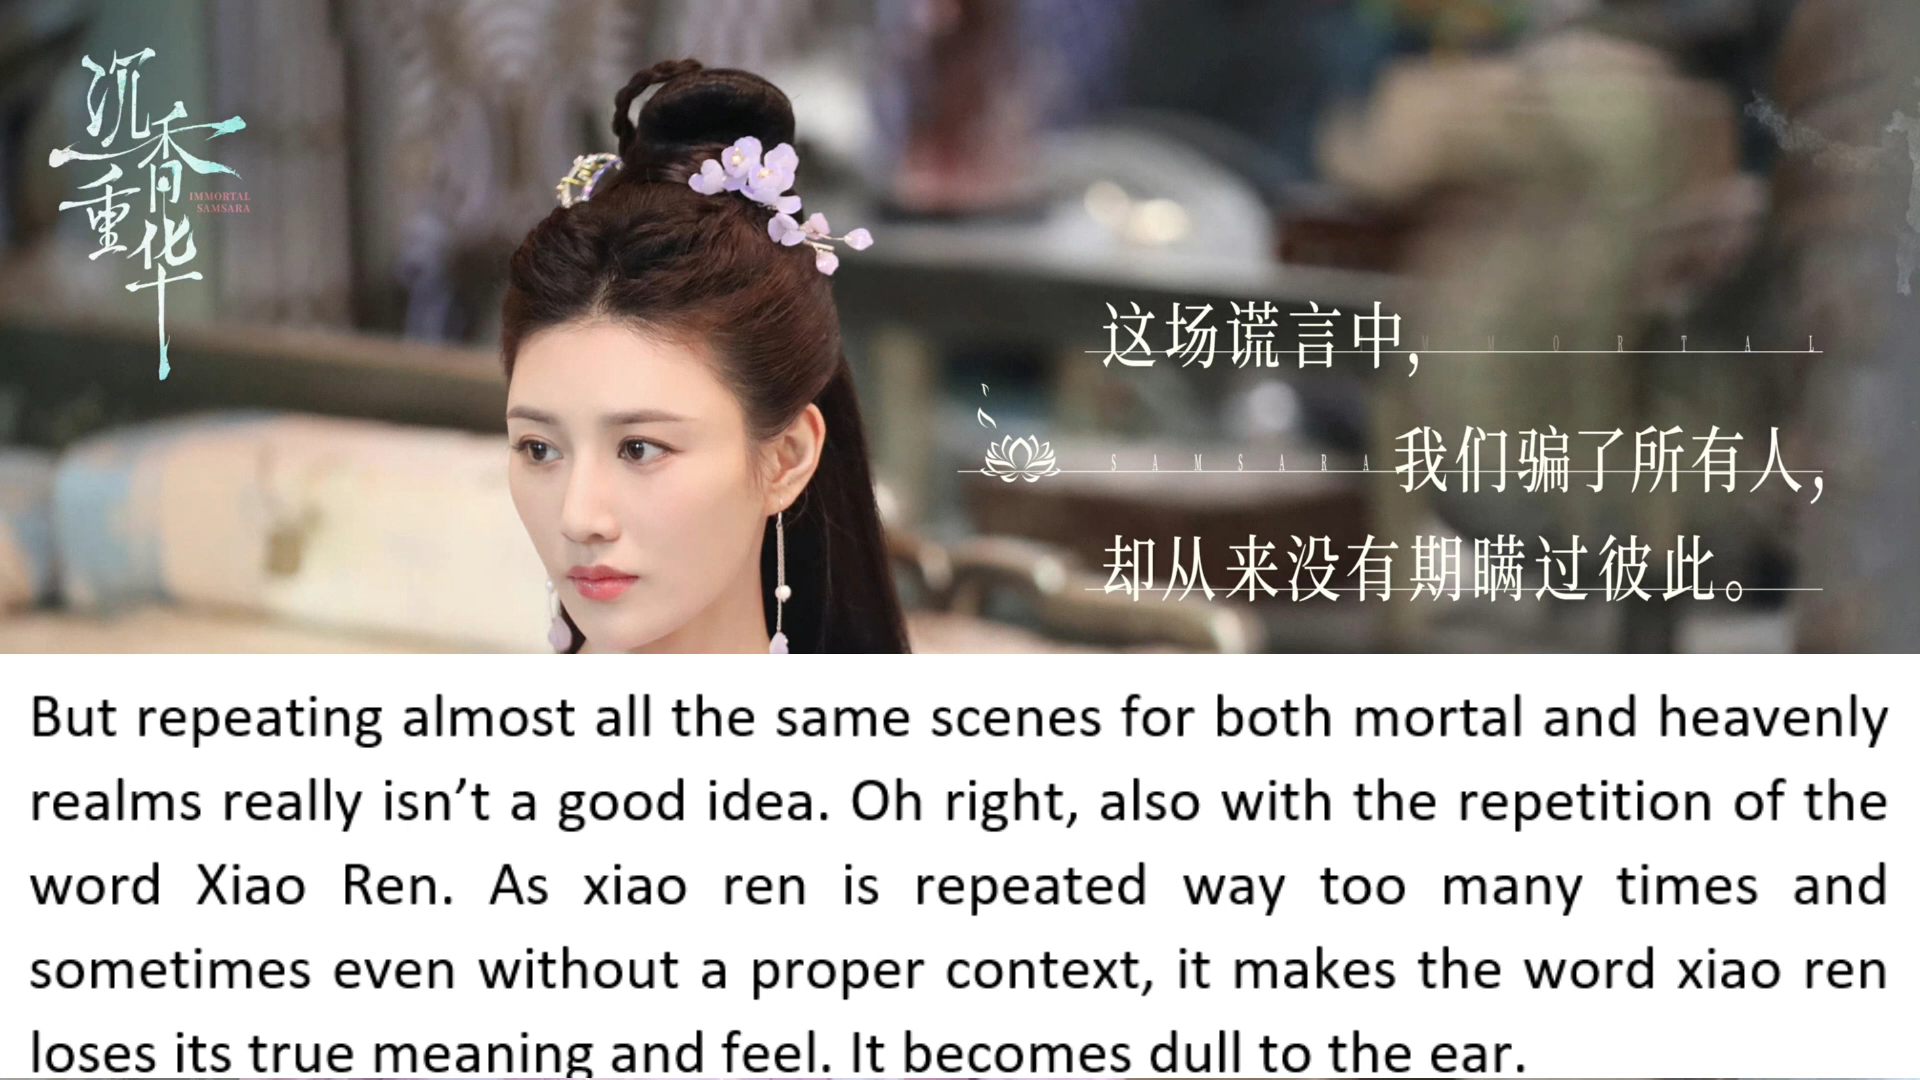 沉香重华
IMMORTAL
SAMSARA
这场谎言中,
M M O R T A L
S A M S A R A
我们骗了所有人,
却从来没有期瞒过彼此。
But repeating almost all the same scenes for both mortal and heavenly
realms really isn’t a good idea. Oh right, also with the repetition of the
word Xiao Ren. As xiao ren is repeated way too many times and
sometimes even without a proper context, it makes the word xiao ren
loses its true meaning and feel. It becomes dull to the ear.